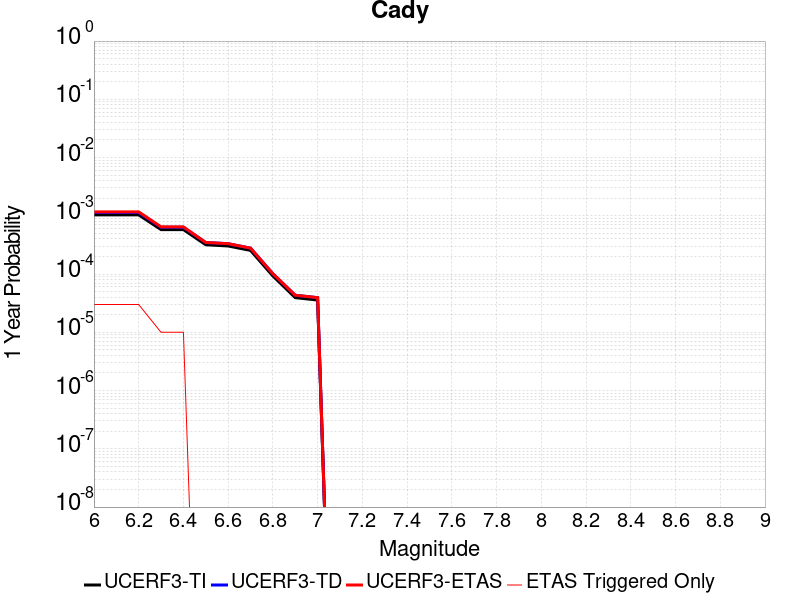 Cady
1 Year Probability
10^0
10^-1
10^-2
10^-3
10^-4
10^-5
10^-6
10^-7
10^-8
6 6.2 6.4 6.6 6.8 7 7.2 7.4 7.6 7.8 8 8.2 8.4 8.6 8.8 9
Magnitude
UCERF3-TI UCERF3-TD UCERF3-ETAS ETAS Triggered Only